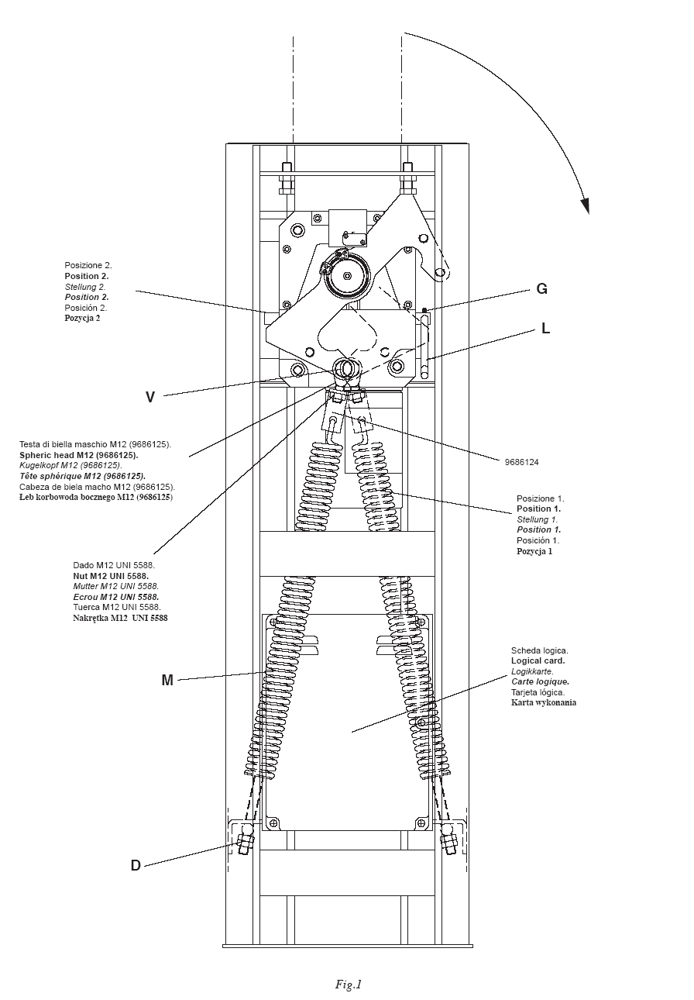 Posizione 2.
Position 2.
Stellung 2.
Position 2.
Posición 2.
Pozycja 2
G
L
V
Testa di biella maschio M12 (9686125).
Spheric head M12 (9686125).
Kugelkopf M12 (9686125).
Tête sphérique M12 (9686125).
Cabeza de biela macho M12 (9686125).
Łeb korbowoda bocznego M12 (9686125)
9686124
Posizione 1.
Position 1.
Stellung 1.
Position 1.
Posición 1.
Pozycja 1
Dado M12 UNI 5588.
Nut M12 UNI 5588.
Mutter M12 UNI 5588.
Ecrou M12 UNI 5588.
Tuerca M12 UNI 5588.
Nakrętka M12 UNI 5588
M
Scheda logica.
Logical card.
Logikkarte.
Carte logique.
Tarjeta lógica.
Karta wykonania
D
Fig.1